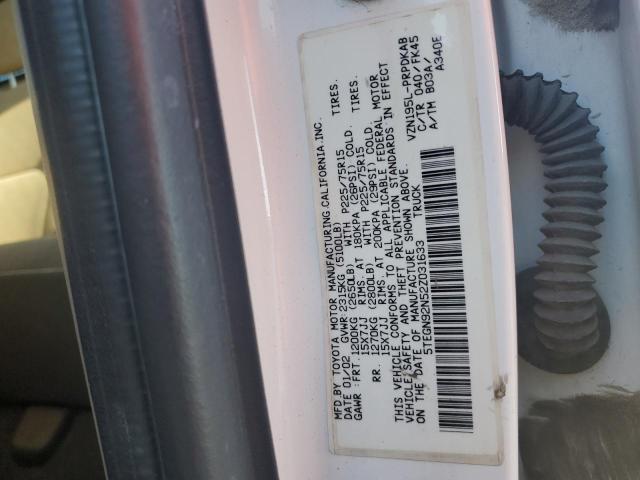 MFD.BY TOYOTA MOTOR MANUFACTURING,CALIFORNIA,INC.
DATE 01/02 GVWR:2315KG (5100LB)
GAWR :FRT.1200KG (2650LB) WITH P225/75R15 TIRES.
15X7JJ RIMS. AT 180KPA (26PSI) COLD.
RR. 1270KG (2800LB) WITH P225/75R15 TIRES.
15X7JJ RIMS. AT 200KPA (29PSI) COLD.
THIS VEHICLE CONFORMS TO ALL APPLICABLE FEDERAL MOTOR
VEHICLE SAFETY AND THEFT PREVENTION STANDARDS IN EFFECT
ON THE DATE OF MANUFACTURE SHOWN ABOVE.
5TEGN92N52Z031633 TRUCK
VZN195L-PRPDKAB
C/TR 040/FK45
A/TM B03A/
A340E